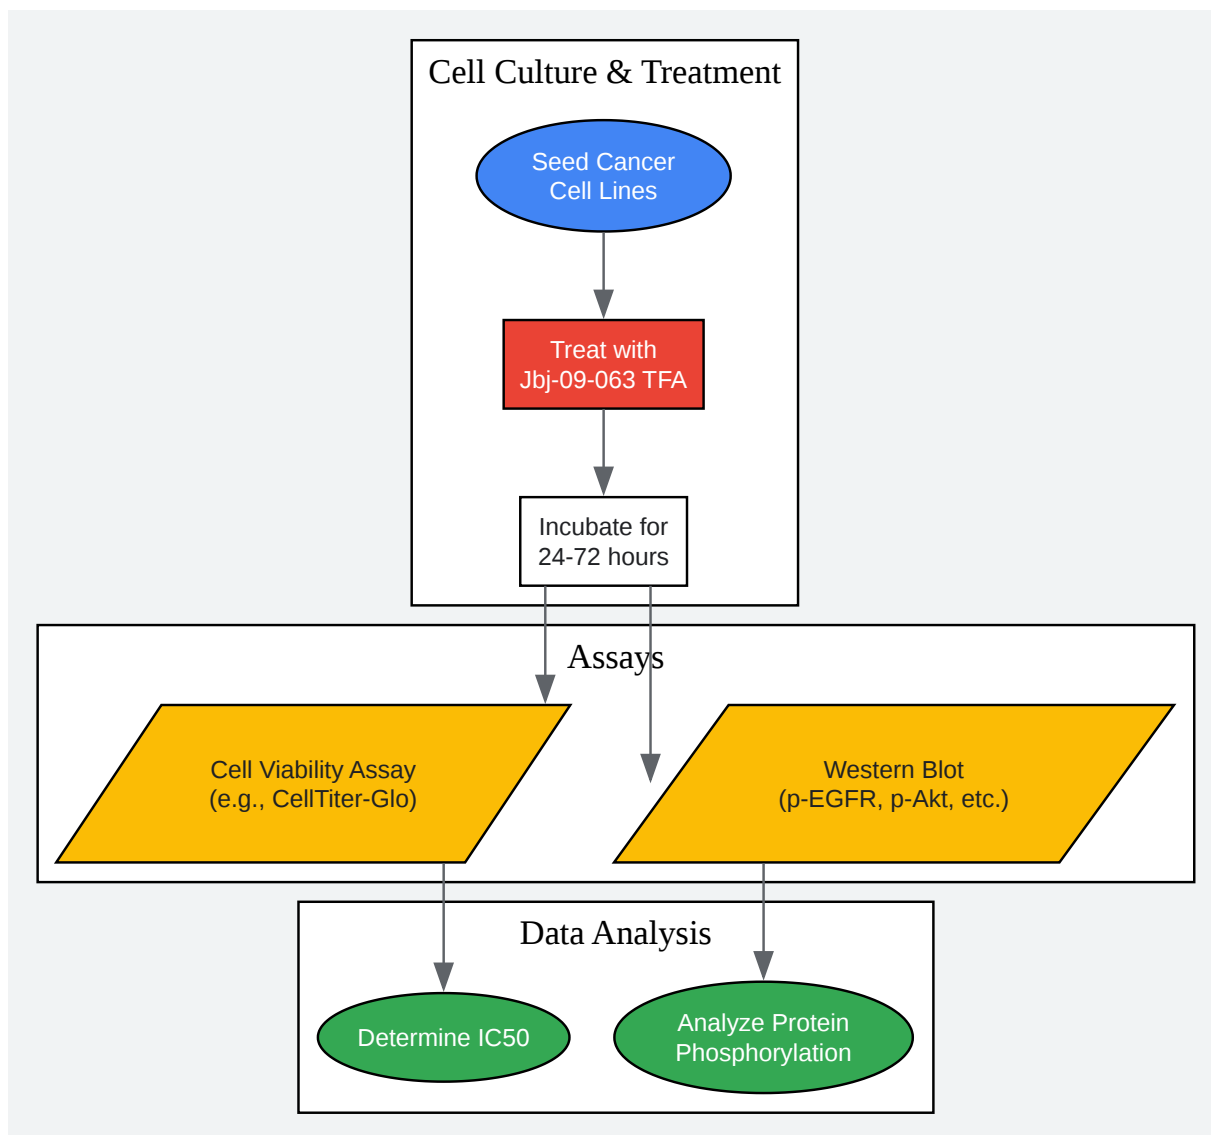 Cell Culture & Treatment
Seed Cancer
Cell Lines
Treat with
Jbj-09-063 TFA
Incubate for
24-72 hours
Assays
Cell Viability Assay
(e.g., CellTiter-Glo)
Western Blot
(p-EGFR, p-Akt, etc.)
Data Analysis
Determine IC50
Analyze Protein
Phosphorylation